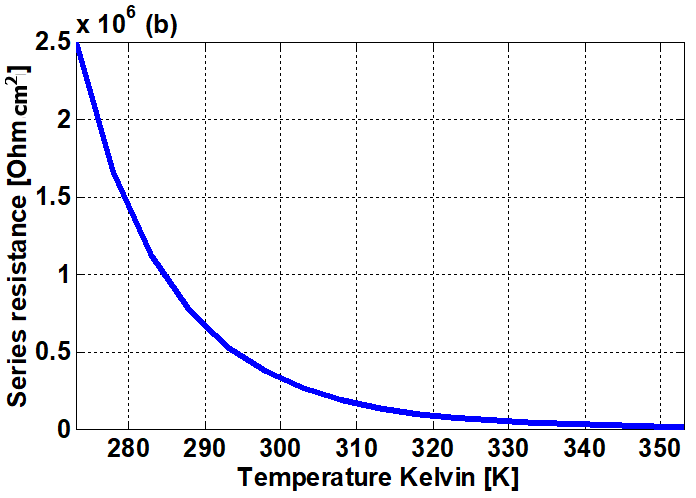 x 10⁶ (b)
2.5
2
1.5
1
0.5
0
Series resistance [Ohm cm²]
280 290 300 310 320 330 340 350
Temperature Kelvin [K]